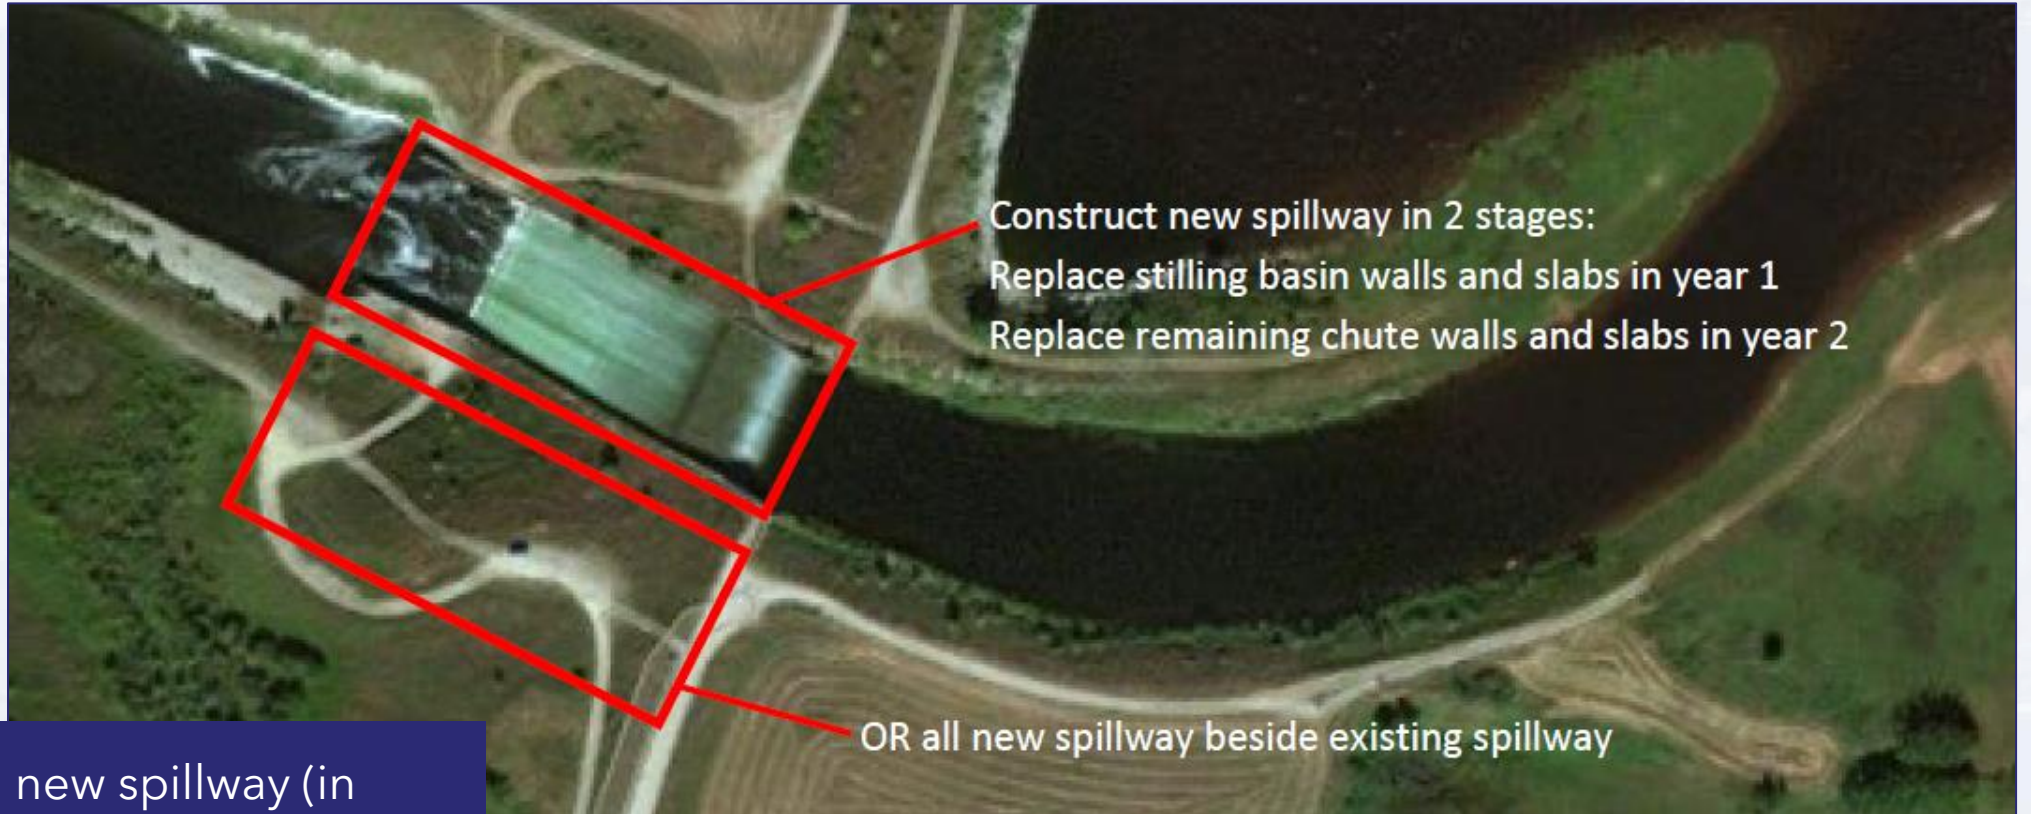 Construct new spillway in 2 stages:
Replace stilling basin walls and slabs in year 1
Replace remaining chute walls and slabs in year 2
OR all new spillway beside existing spillway
new spillway (in